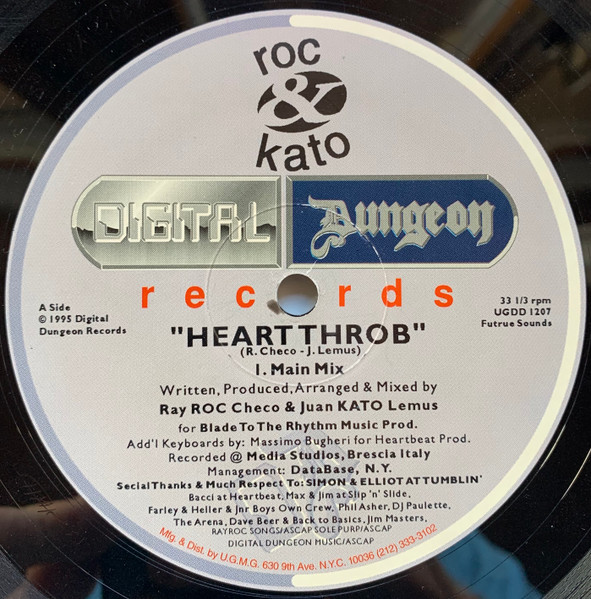 roc
&
kato
DIGITAL Dungeon
records
A Side
© 1995 Digital
Dungeon Records
33 1/3 rpm
UGDD 1207
Futrue Sounds
"HEART THROB"
(R. Checo - J. Lemus)
1. Main Mix
Written, Produced, Arranged & Mixed by
Ray ROC Checo & Juan KATO Lemus
for Blade To The Rhythm Music Prod.
Add'l Keyboards by: Massimo Bugheri for Heartbeat Prod.
Recorded @ Media Studios, Brescia Italy
Management: DataBase, N.Y.
Secial Thanks & Much Respect To: SIMON & ELLIOT AT TUMBLIN'
Bacci at Heartbeat, Max & Jim at Slip 'n' Slide,
Farley & Heller & Jnr Boys Own Crew, Phil Asher, DJ Paulette,
The Arena, Dave Beer & Back to Basics, Jim Masters,
RAYROC SONGS/ASCAP SOLE PURP/ASCAP
DIGITAL DUNGEON MUSIC/ASCAP
Mfg. & Dist. by U.G.M.G. 630 9th Ave. N.Y.C. 10036 (212) 333-3102